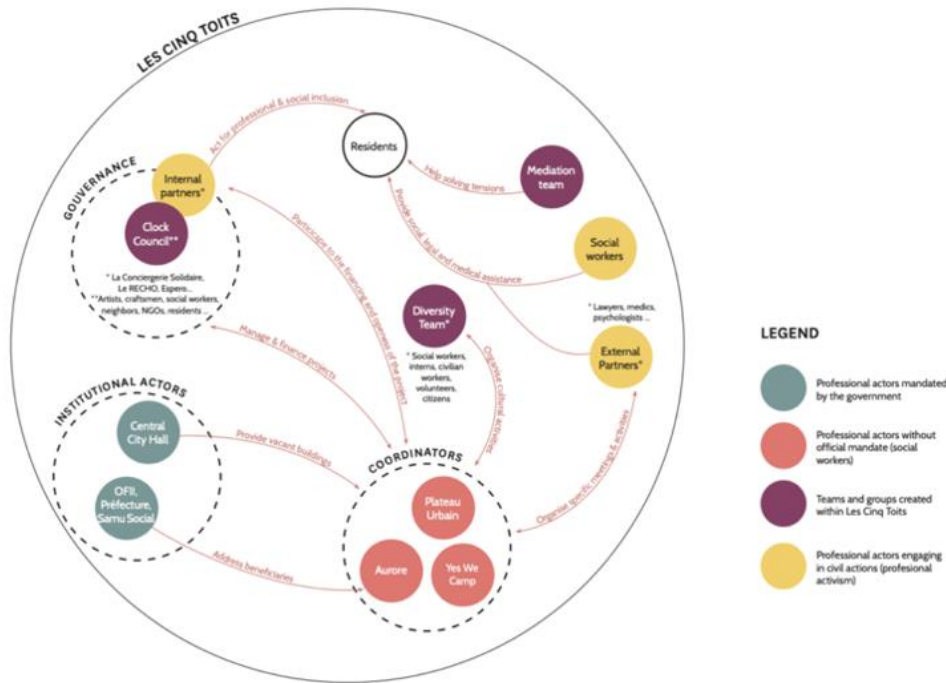 LES CINQ TOITS
Act for professional & social inclusion
Residents
GOUVERNANCE
Internal
partners*
Help solving tensions
Mediation
team
Clock
Council**
Provide social, legal and medical assistance
Social
workers
* La Conciergerie Solidaire,
Le RECHO, Espero...
**Artists, craftsmen, social workers,
neighbors, NGOs, residents ...
Participate to the financing and openess of the project
* Lawyers, medics,
psychologists ...
Diversity
Team*
* Social workers,
interns, civilian
workers,
volunteers,
citizens
External
Partners*
Manage & finance projects
Organise cultural activities
INSTITUTIONAL ACTORS
Central
City Hall
Provide vacant buildings
OFII,
Préfecture,
Samu Social
Address beneficiaries
COORDINATORS
Plateau
Urbain
Aurore
Yes We
Camp
Organise specific meetings & activities
LEGEND
Professional actors mandated
by the government
Professional actors without
official mandate (social
workers)
Teams and groups created
within Les Cinq Toits
Professional actors engaging
in civil actions (profesional
activism)